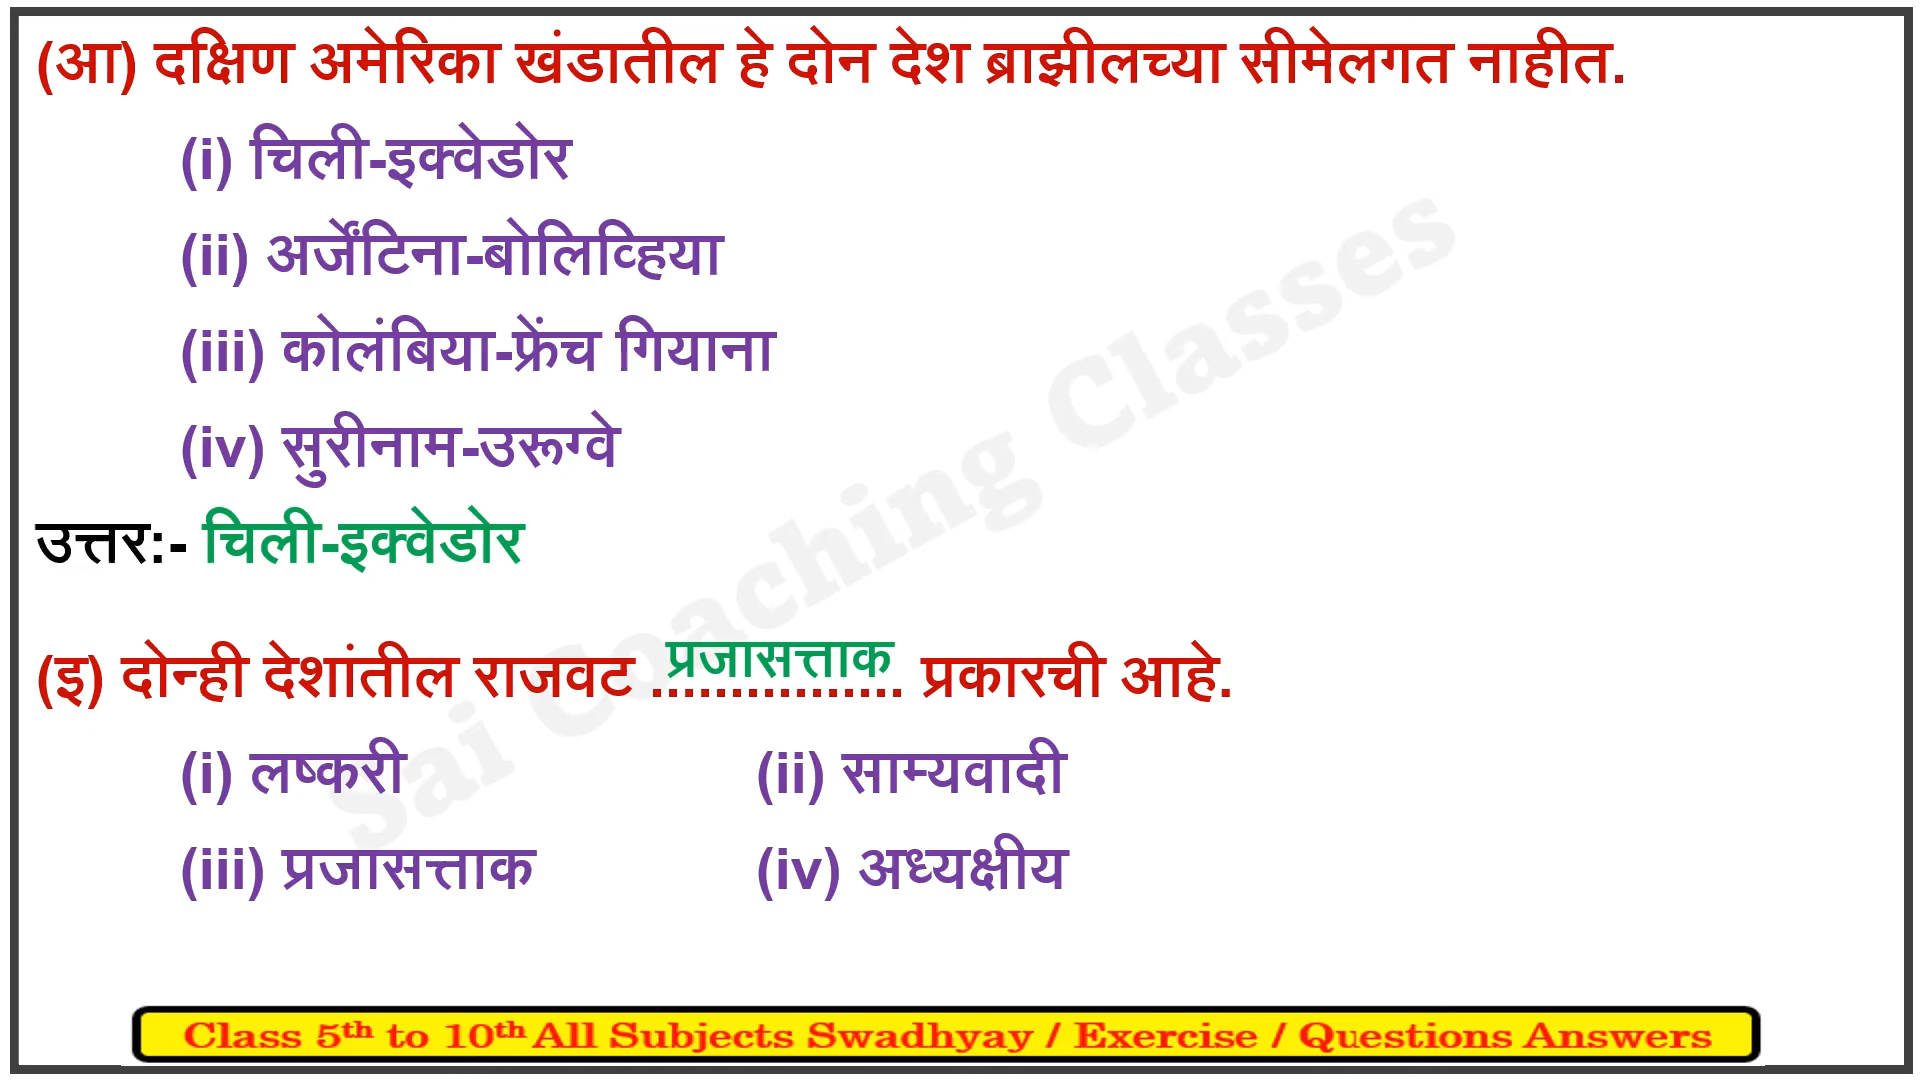 (आ) दक्षिण अमेरिका खंडातील हे दोन देश ब्राझीलच्या सीमेलगत नाहीत.
(i) चिली-इक्वेडोर
(ii) अर्जेंटिना-बोलिव्हिया
(iii) कोलंबिया-फ्रेंच गियाना
(iv) सुरीनाम-उरूग्वे
उत्तर:- चिली-इक्वेडोर
(इ) दोन्ही देशांतील राजवट ...प्रजासत्ताक... प्रकारची आहे.
(i) लष्करी (ii) साम्यवादी
(iii) प्रजासत्ताक (iv) अध्यक्षीय
Sai Coaching Classes
Class 5th to 10th All Subjects Swadhyay / Exercise / Questions Answers